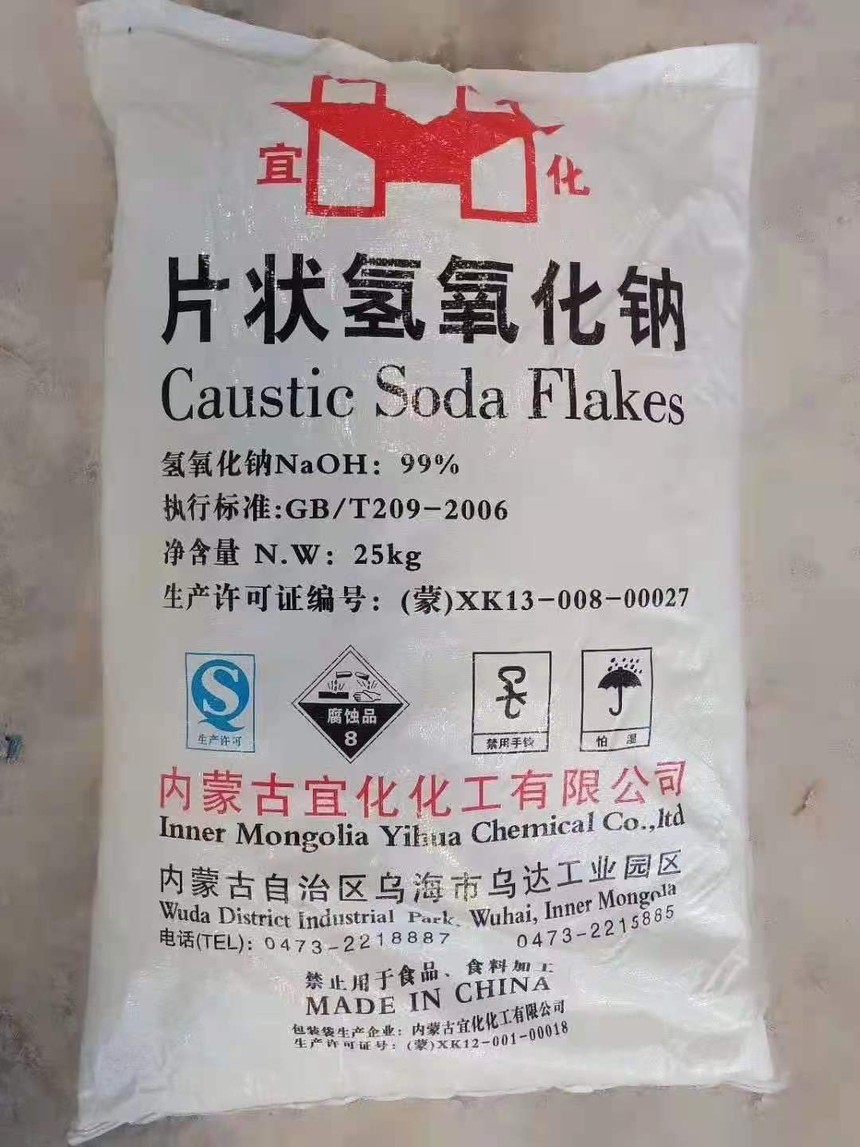 宜 化
片状氢氧化钠
Caustic Soda Flakes
氢氧化钠NaOH: 99%
执行标准:GB/T209-2006
净含量 N.W: 25kg
生产许可证编号: (蒙)XK13-008-00027
S
生产许可
腐蚀品
8
禁用手钩
怕 湿
内蒙古宜化化工有限公司
Inner Mongolia Yihua Chemical Co.,ltd
内蒙古自治区乌海市乌达工业园区
Wuda District Industrial Park, Wuhai, Inner Mongolia
电话(TEL): 0473-2218887 0473-2215885
禁止用于食品、食料加工
MADE IN CHINA
包装袋生产企业: 内蒙古宜化化工有限公司
生产许可证号: (蒙)XK12-001-00018